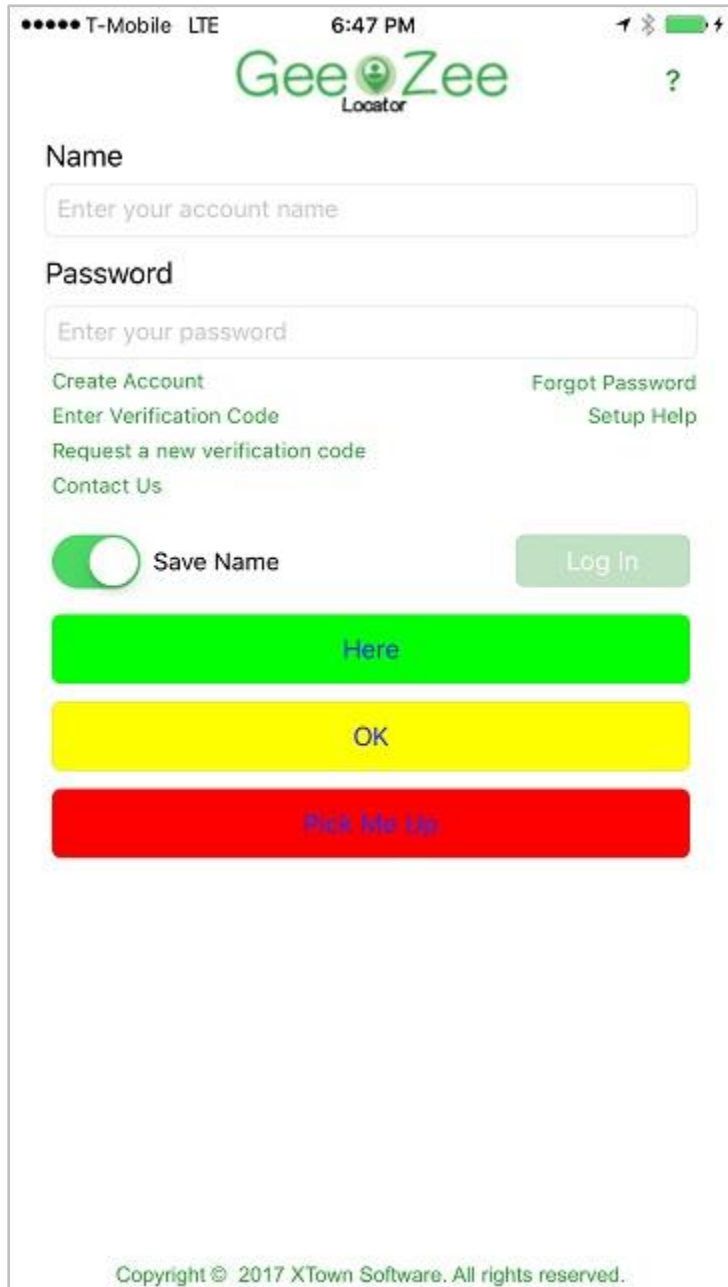 T-Mobile LTE 6:47 PM
Gee Zee
Locator
?
Name
Enter your account name
Password
Enter your password
Create Account Forgot Password
Enter Verification Code Setup Help
Request a new verification code
Contact Us
Save Name Log In
Here
OK
Pick Me Up
Copyright © 2017 XTown Software. All rights reserved.